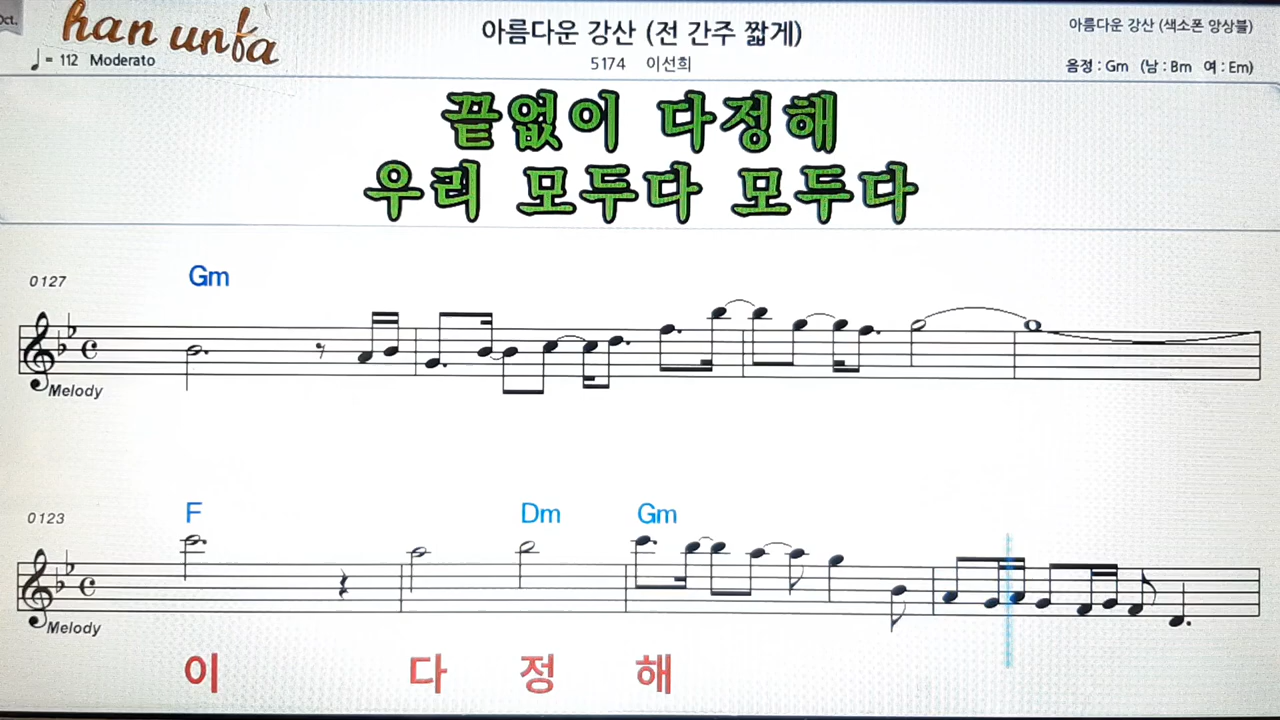 Oct.
han unfa
♩= 112 Moderato
아름다운 강산 (전 간주 짧게)
5174 이선희
아름다운 강산 (색소폰 앙상블)
음정 : Gm (남 : Bm 여 : Em)
끝없이 다정해
우리 모두다 모두다
0127
Gm
Melody
0123
F Dm Gm
Melody
이 다 정 해